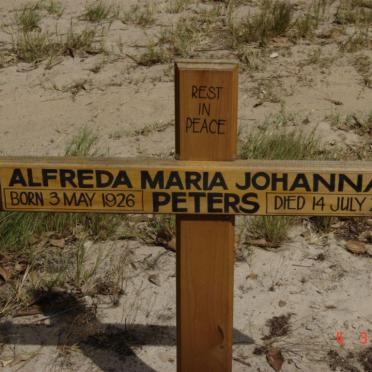 REST
IN
PEACE
ALFREDA MARIA JOHANNA
BORN 3 MAY 1926 PETERS DIED 14 JULY